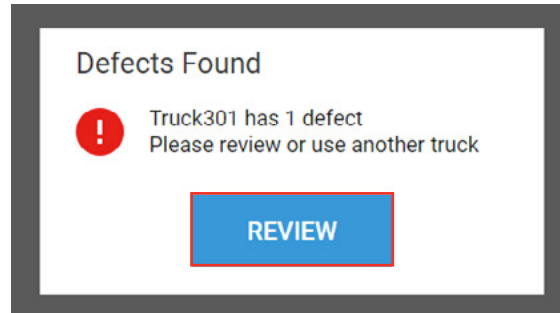 Defects Found
Truck301 has 1 defect
Please review or use another truck
REVIEW